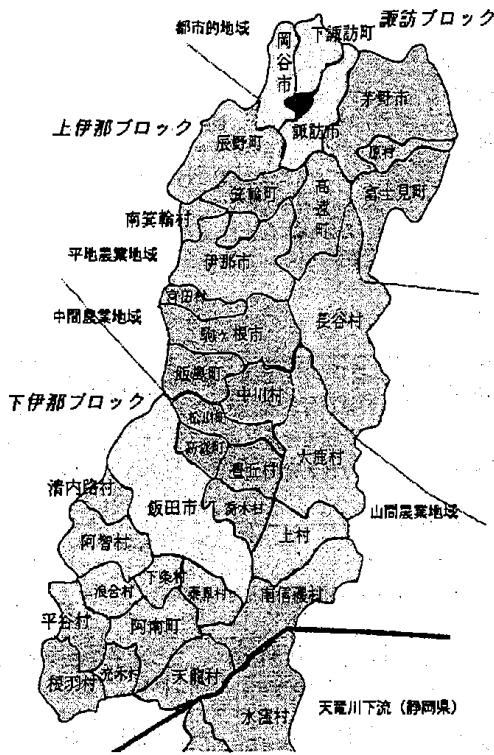 諏訪ブロック
都市的地域
岡谷市
下諏訪町
茅野市
上伊那ブロック
諏訪市
辰野町
原村
富士見町
箕輪町
高遠町
南箕輪村
平地農業地域
伊那市
宮田村
長谷村
中間農業地域
駒ヶ根市
飯島町
中川村
下伊那ブロック
松川町
大鹿村
高森町
豊丘村
清内路村
飯田市
喬木村
山間農業地域
上村
阿智村
下条村
浪合村
泰阜村
南信濃村
平谷村
阿南町
天龍村
売木村
根羽村
水窪村
天竜川下流（静岡県）